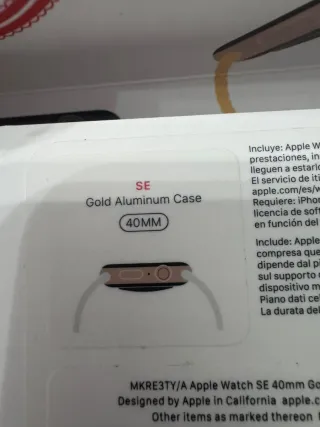 SE
Gold Aluminum Case
40MM
Incluye: Apple W
prestaciones, in
lleguen a estar
El servicio de iti
apple.com/es/w
Requiere: iPhon
licencia de soft
en función del
Include: Apple
compresa que
dipende dal pi
sul supporto
dispositivo m
Piano dati cel
La durata del
MKRE3TY/A Apple Watch SE 40mm Go
Designed by Apple in California apple.c
Other items as marked thereon